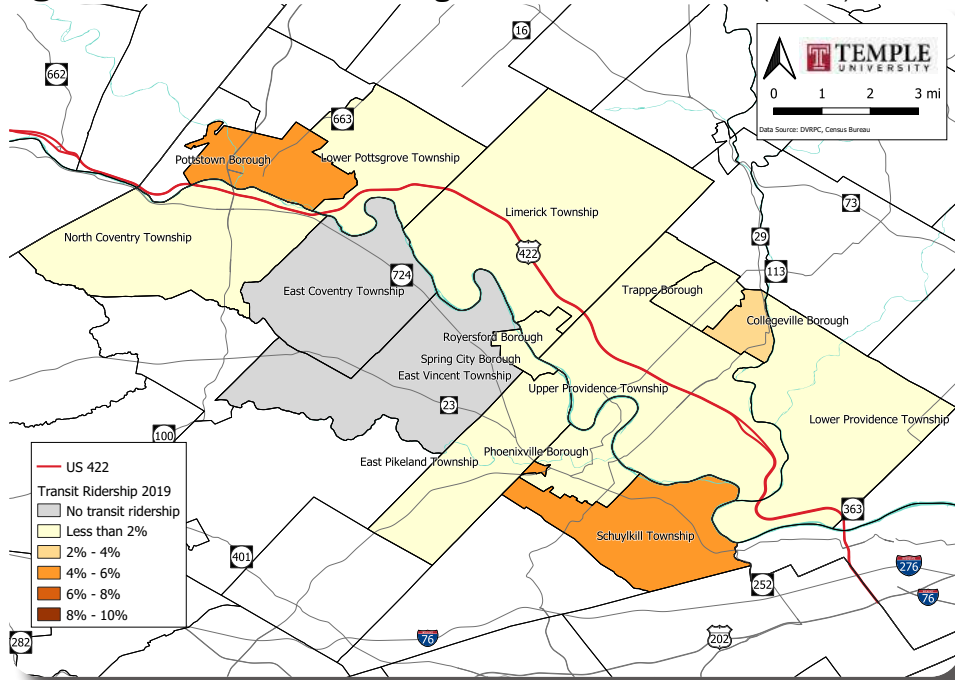 16
662
TEMPLE
UNIVERSITY
0 1 2 3 mi
Data Source: DVRPC, Census Bureau
663
Pottstown Borough
Lower Pottsgrove Township
73
Limerick Township
North Coventry Township
29
422
113
724
East Coventry Township
Trappe Borough
Collegeville Borough
Royersford Borough
Spring City Borough
East Vincent Township
Upper Providence Township
23
Lower Providence Township
100
Phoenixville Borough
East Pikeland Township
US 422
Transit Ridership 2019
No transit ridership
Less than 2%
2% - 4%
4% - 6%
6% - 8%
8% - 10%
363
Schuylkill Township
401
276
252
76
76
202
282